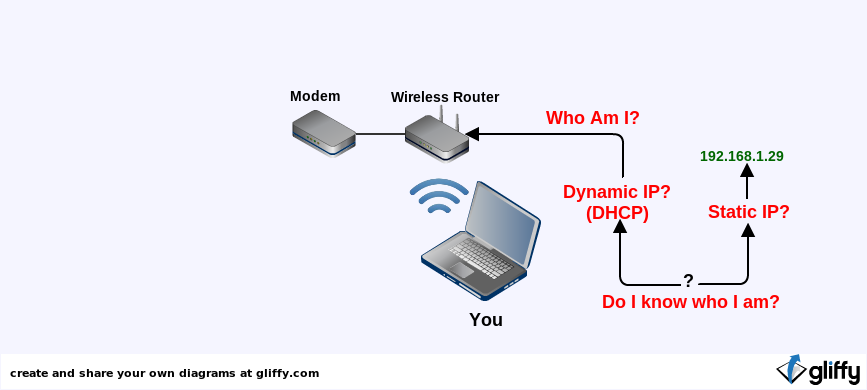 Modem
Wireless Router
Who Am I?
192.168.1.29
Dynamic IP?
(DHCP)
Static IP?
?
Do I know who I am?
You
create and share your own diagrams at gliffy.com
gliffy